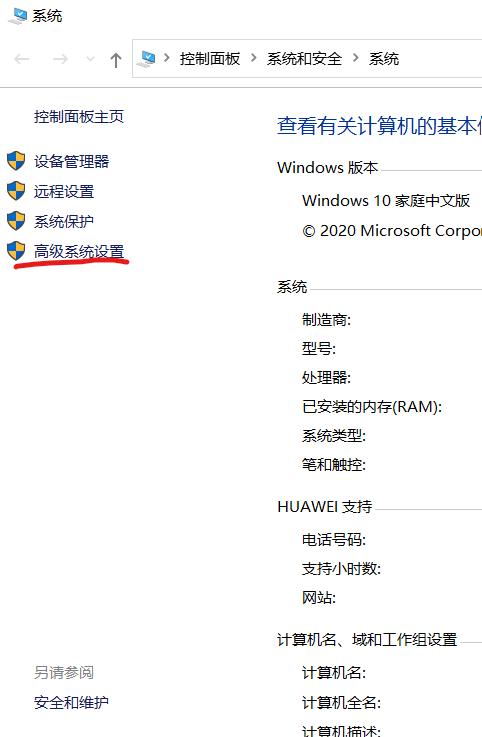 系统
控制面板 > 系统和安全 > 系统
控制面板主页
设备管理器
远程设置
系统保护
高级系统设置
查看有关计算机的基本
Windows 版本
Windows 10 家庭中文版
© 2020 Microsoft Corpor
系统
制造商:
型号:
处理器:
已安装的内存(RAM):
系统类型:
笔和触控:
HUAWEI 支持
电话号码:
支持小时数:
网站:
计算机名、域和工作组设置
计算机名:
计算机全名:
计算机描述:
另请参阅
安全和维护